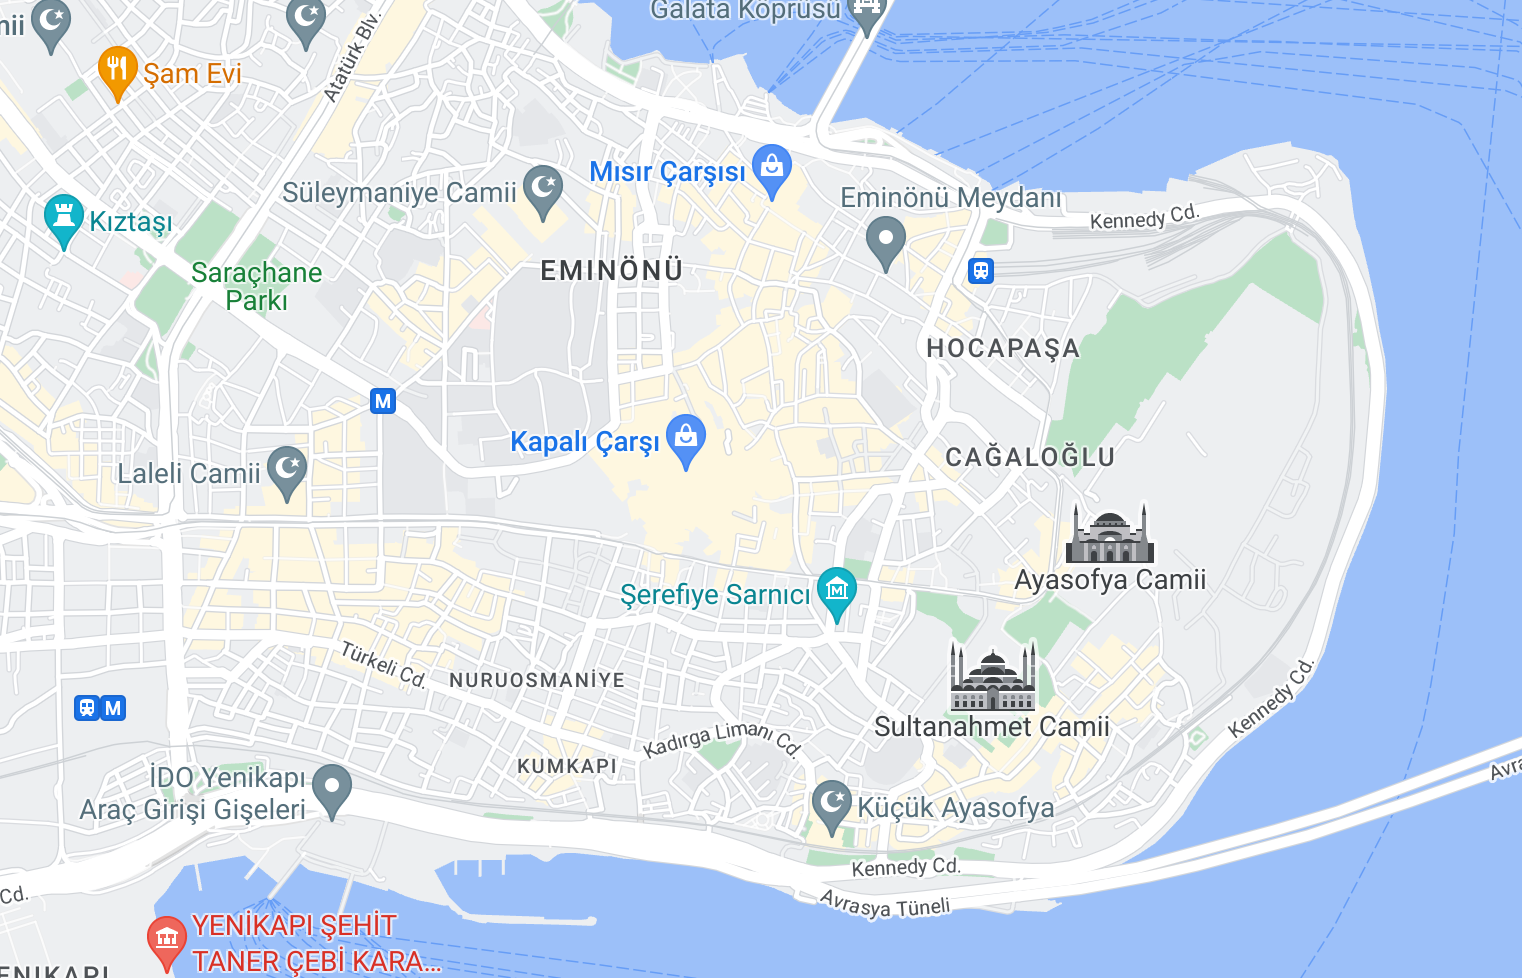 Galata Köprüsü
nii
Atatürk Blv.
Şam Evi
Mısır Çarşısı
Süleymaniye Camii
Eminönü Meydanı
Kennedy Cd.
Kıztaşı
EMİNÖNÜ
Saraçhane
Parkı
HOCAPAŞA
M
Kapalı Çarşı
CAĞALOĞLU
Laleli Camii
Ayasofya Camii
Şerefiye Sarnıcı
M
Türkeli Cd.
NURUOSMANİYE
Kennedy Cd.
M
Sultanahmet Camii
Kadırga Limanı Cd.
KUMKAPI
Avra
İDO Yenikapı
Araç Girişi Gişeleri
Küçük Ayasofya
Kennedy Cd.
Cd.
Avrasya Tüneli
YENİKAPI ŞEHİT
TANER ÇEBİ KARA...
ENIKAPI